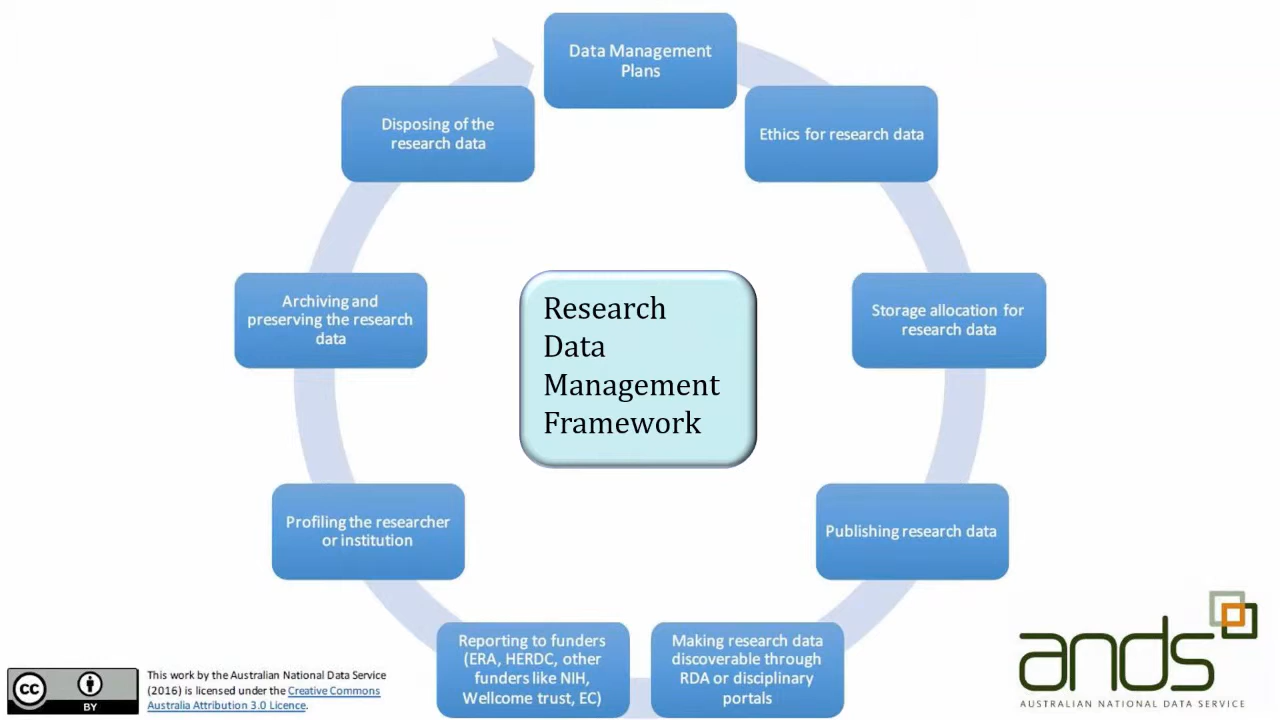 Data Management
Plans
Ethics for research data
Storage allocation for
research data
Publishing research data
Making research data
discoverable through
RDA or disciplinary
portals
Reporting to funders
(ERA, HERDC, other
funders like NIH,
Wellcome trust, EC)
Profiling the researcher
or institution
Archiving and
preserving the research
data
Disposing of the
research data
Research
Data
Management
Framework
cc
BY
This work by the Australian National Data Service
(2016) is licensed under the Creative Commons
Australia Attribution 3.0 Licence.
ands
AUSTRALIAN NATIONAL DATA SERVICE